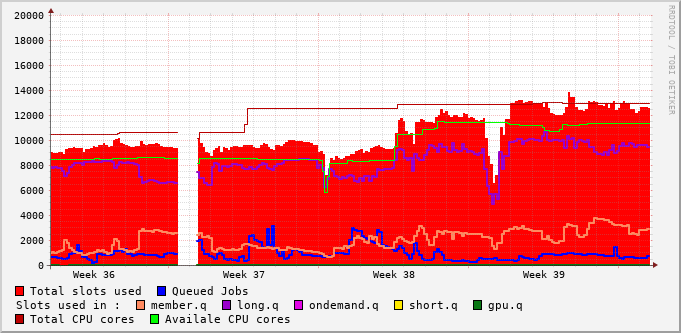 20000
18000
16000
14000
12000
10000
8000
6000
4000
2000
0
Week 36 Week 37 Week 38 Week 39
RRDTOOL / TOBI OETIKER
Total slots used Queued Jobs
Slots used in : member.q long.q ondemand.q short.q gpu.q
Total CPU cores Availale CPU cores